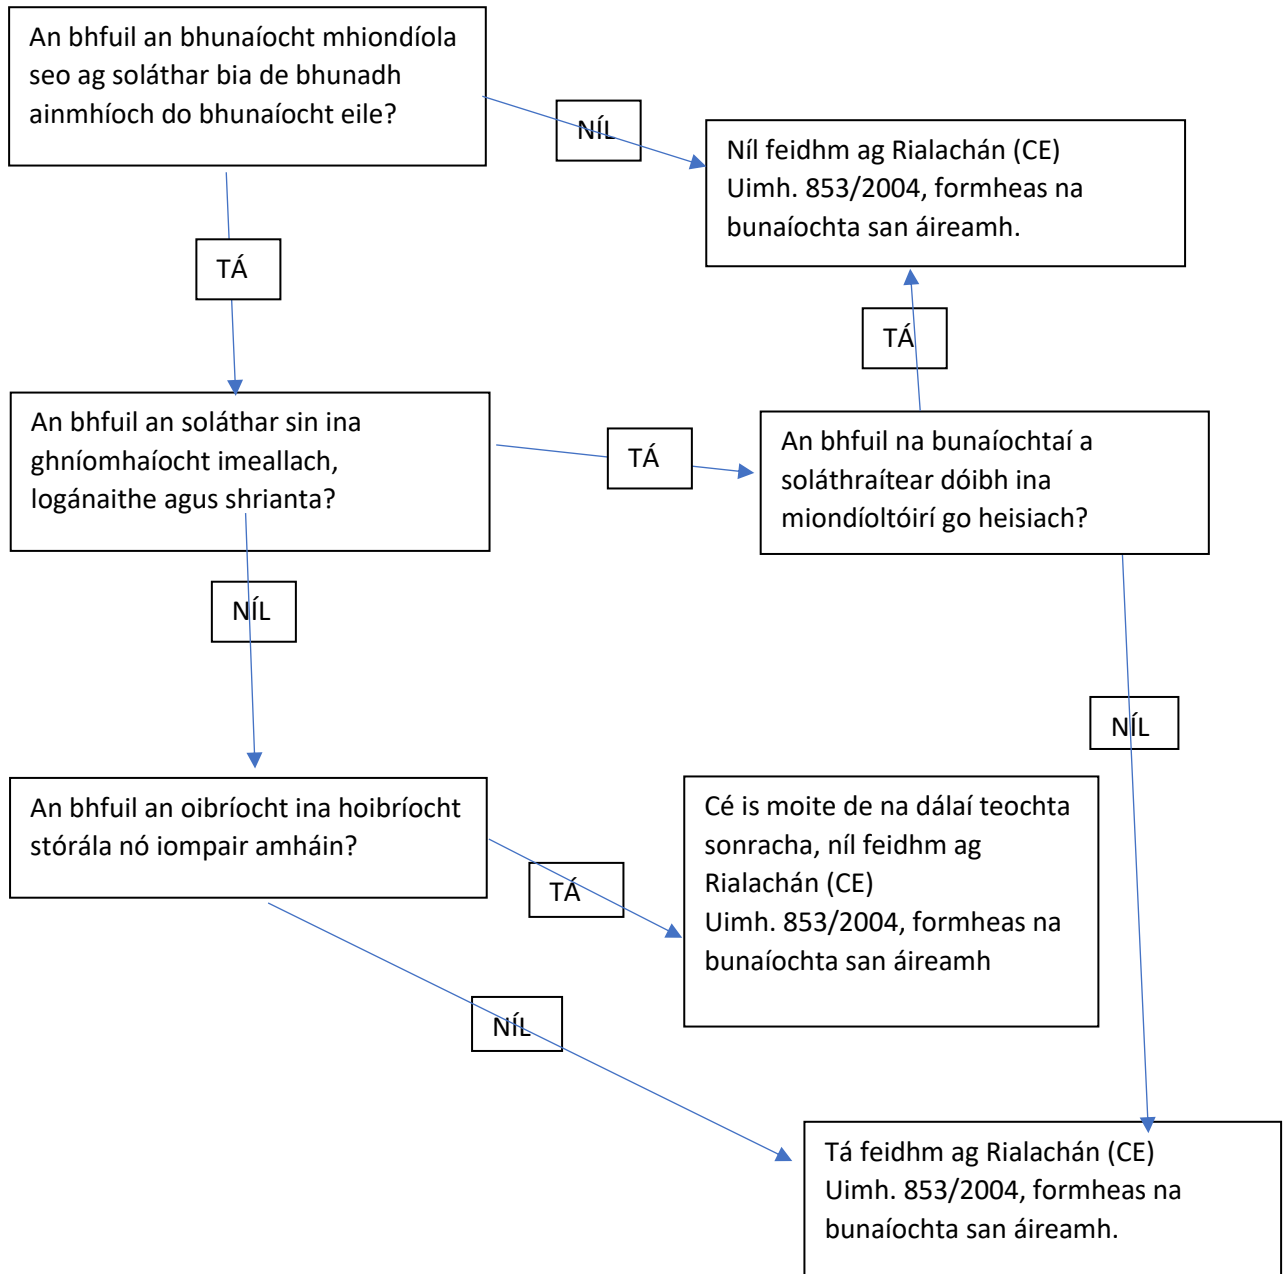 An bhfuil an bhunaíocht mhiondíola
seo ag soláthar bia de bhunadh
ainmhíoch do bhunaíocht eile?
NÍL
Níl feidhm ag Rialachán (CE)
Uimh. 853/2004, formheas na
bunaíochta san áireamh.
TÁ
TÁ
An bhfuil an soláthar sin ina
ghníomhaíocht imeallach,
logánaithe agus shrianta?
TÁ
An bhfuil na bunaíochtaí a
soláthraítear dóibh ina
miondíoltóirí go heisiach?
NÍL
NÍL
An bhfuil an oibríocht ina hoibríocht
stórála nó iompair amháin?
TÁ
Cé is moite de na dálaí teochta
sonracha, níl feidhm ag
Rialachán (CE)
Uimh. 853/2004, formheas na
bunaíochta san áireamh
NÍL
Tá feidhm ag Rialachán (CE)
Uimh. 853/2004, formheas na
bunaíochta san áireamh.